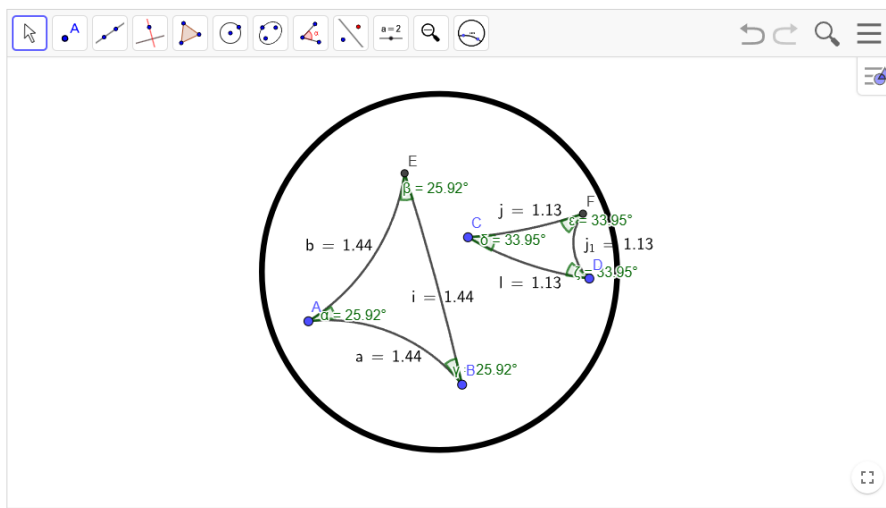 A
α
a = 2
E
β = 25.92°
F
j = 1.13
ε = 33.95°
C
δ = 33.95°
b = 1.44
j₁ = 1.13
D
ζ = 33.95°
l = 1.13
i = 1.44
A
α = 25.92°
a = 1.44
γ = 25.92°
B